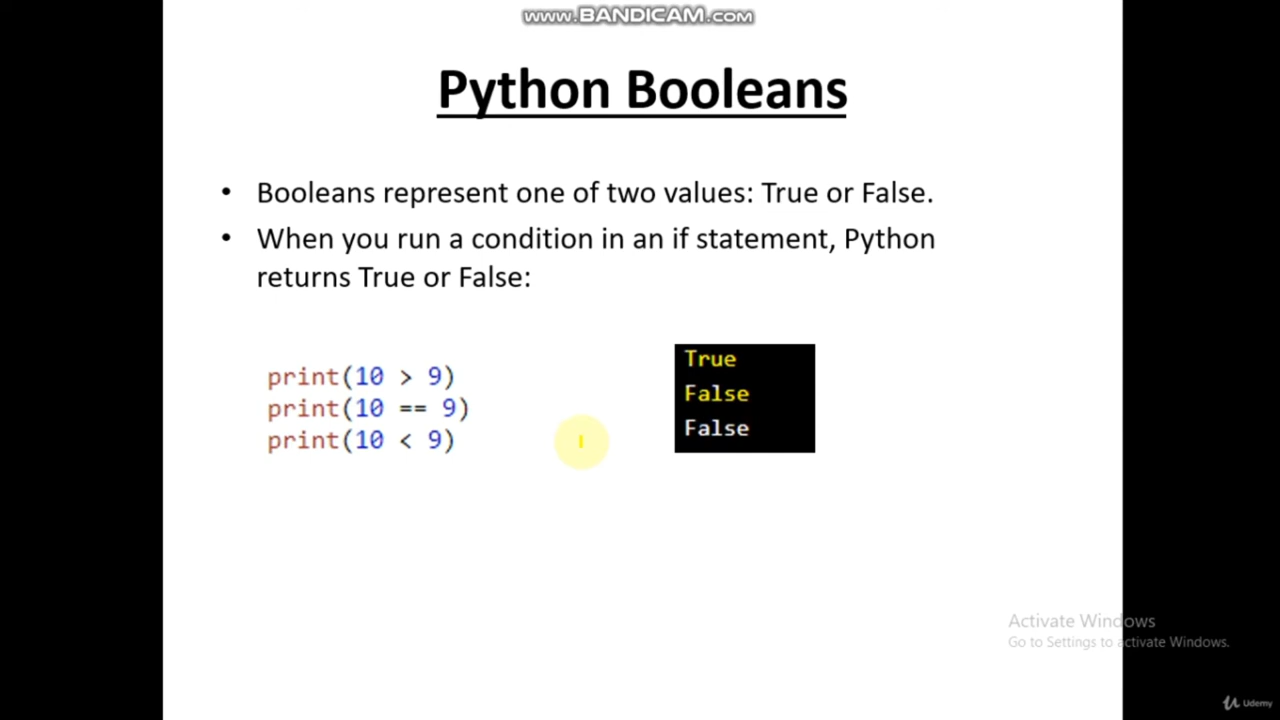 www.BANDICAM.com
Python Booleans
• Booleans represent one of two values: True or False.
• When you run a condition in an if statement, Python
returns True or False:
print(10 > 9)
print(10 == 9)
print(10 < 9)
True
False
False
Activate Windows
Go to Settings to activate Windows.
Udemy